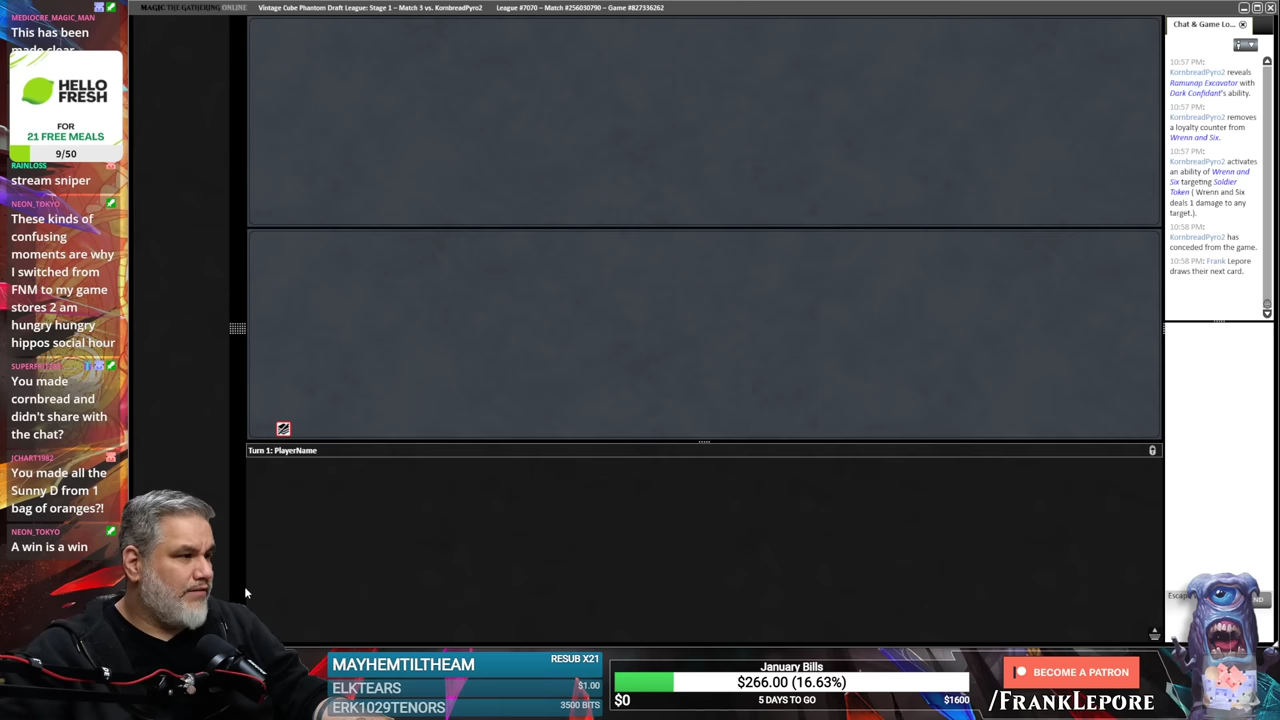 MAGIC THE GATHERING ONLINE
Vintage Cube Phantom Draft League: Stage 1 – Match 3 vs. KornbreadPyro2
League #7070 – Match #256030790 – Game #827336262
MEDIOCRE_MAGIC_MAN
This has been
made clear
HELLO
FRESH
FOR
21 FREE MEALS
9/50
RAINLOSS
stream sniper
NEON_TOKYO
These kinds of
confusing
moments are why
I switched from
FNM to my game
stores 2 am
hungry hungry
hippos social hour
You made
cornbread and
didn't share with
the chat?
JCHART1982
You made all the
Sunny D from 1
bag of oranges?!
NEON_TOKYO
A win is a win
Turn 1: PlayerName
Chat & Game Lo...
10:57 PM:
KornbreadPyro2 reveals
Ramunap Excavator with
Dark Confidant's ability.
10:57 PM:
KornbreadPyro2 removes
a loyalty counter from
Wrenn and Six.
10:57 PM:
KornbreadPyro2 activates
an ability of Wrenn and
Six targeting Soldier
Token ( Wrenn and Six
deals 1 damage to any
target.).
10:58 PM:
KornbreadPyro2 has
conceded from the game.
10:58 PM: Frank Lepore
draws their next card.
MAYHEMTILTHEAM RESUB X21
ELKTEARS $1.00
ERK1029TENORS 3500 BITS
January Bills
$266.00 (16.63%)
$0 5 DAYS TO GO $1600
BECOME A PATRON
/FRANKLEPORE